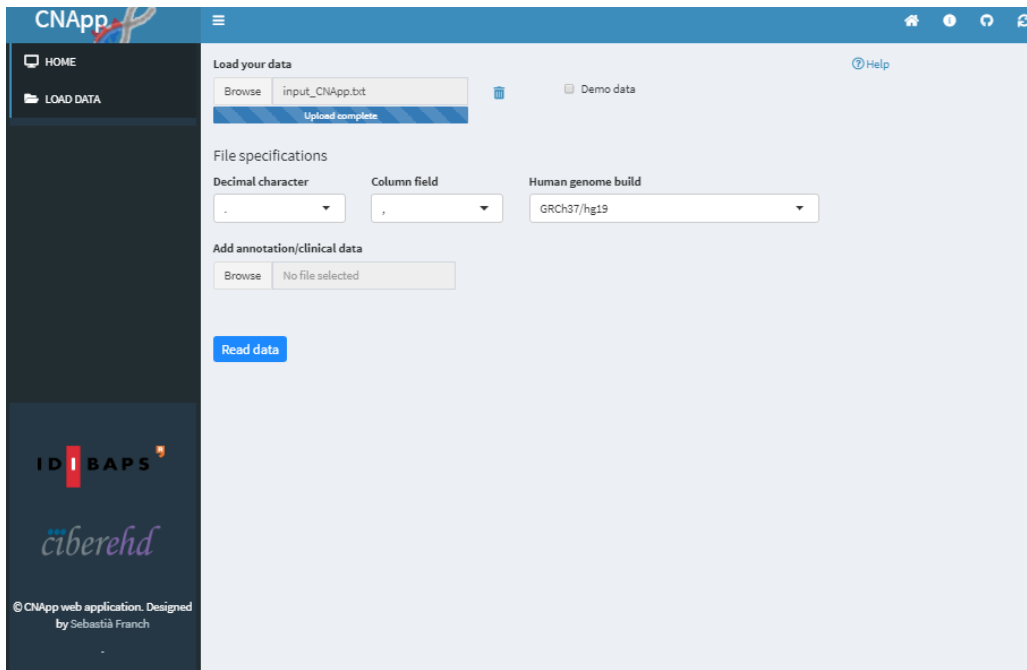 CNApp
HOME
LOAD DATA
Load your data
Help
Browse input_CNApp.txt
Demo data
Upload complete
File specifications
Decimal character Column field Human genome build
. , GRCh37/hg19
Add annotation/clinical data
Browse No file selected
Read data
IDIBAPS
ciberehd
© CNApp web application. Designed
by Sebastià Franch
.